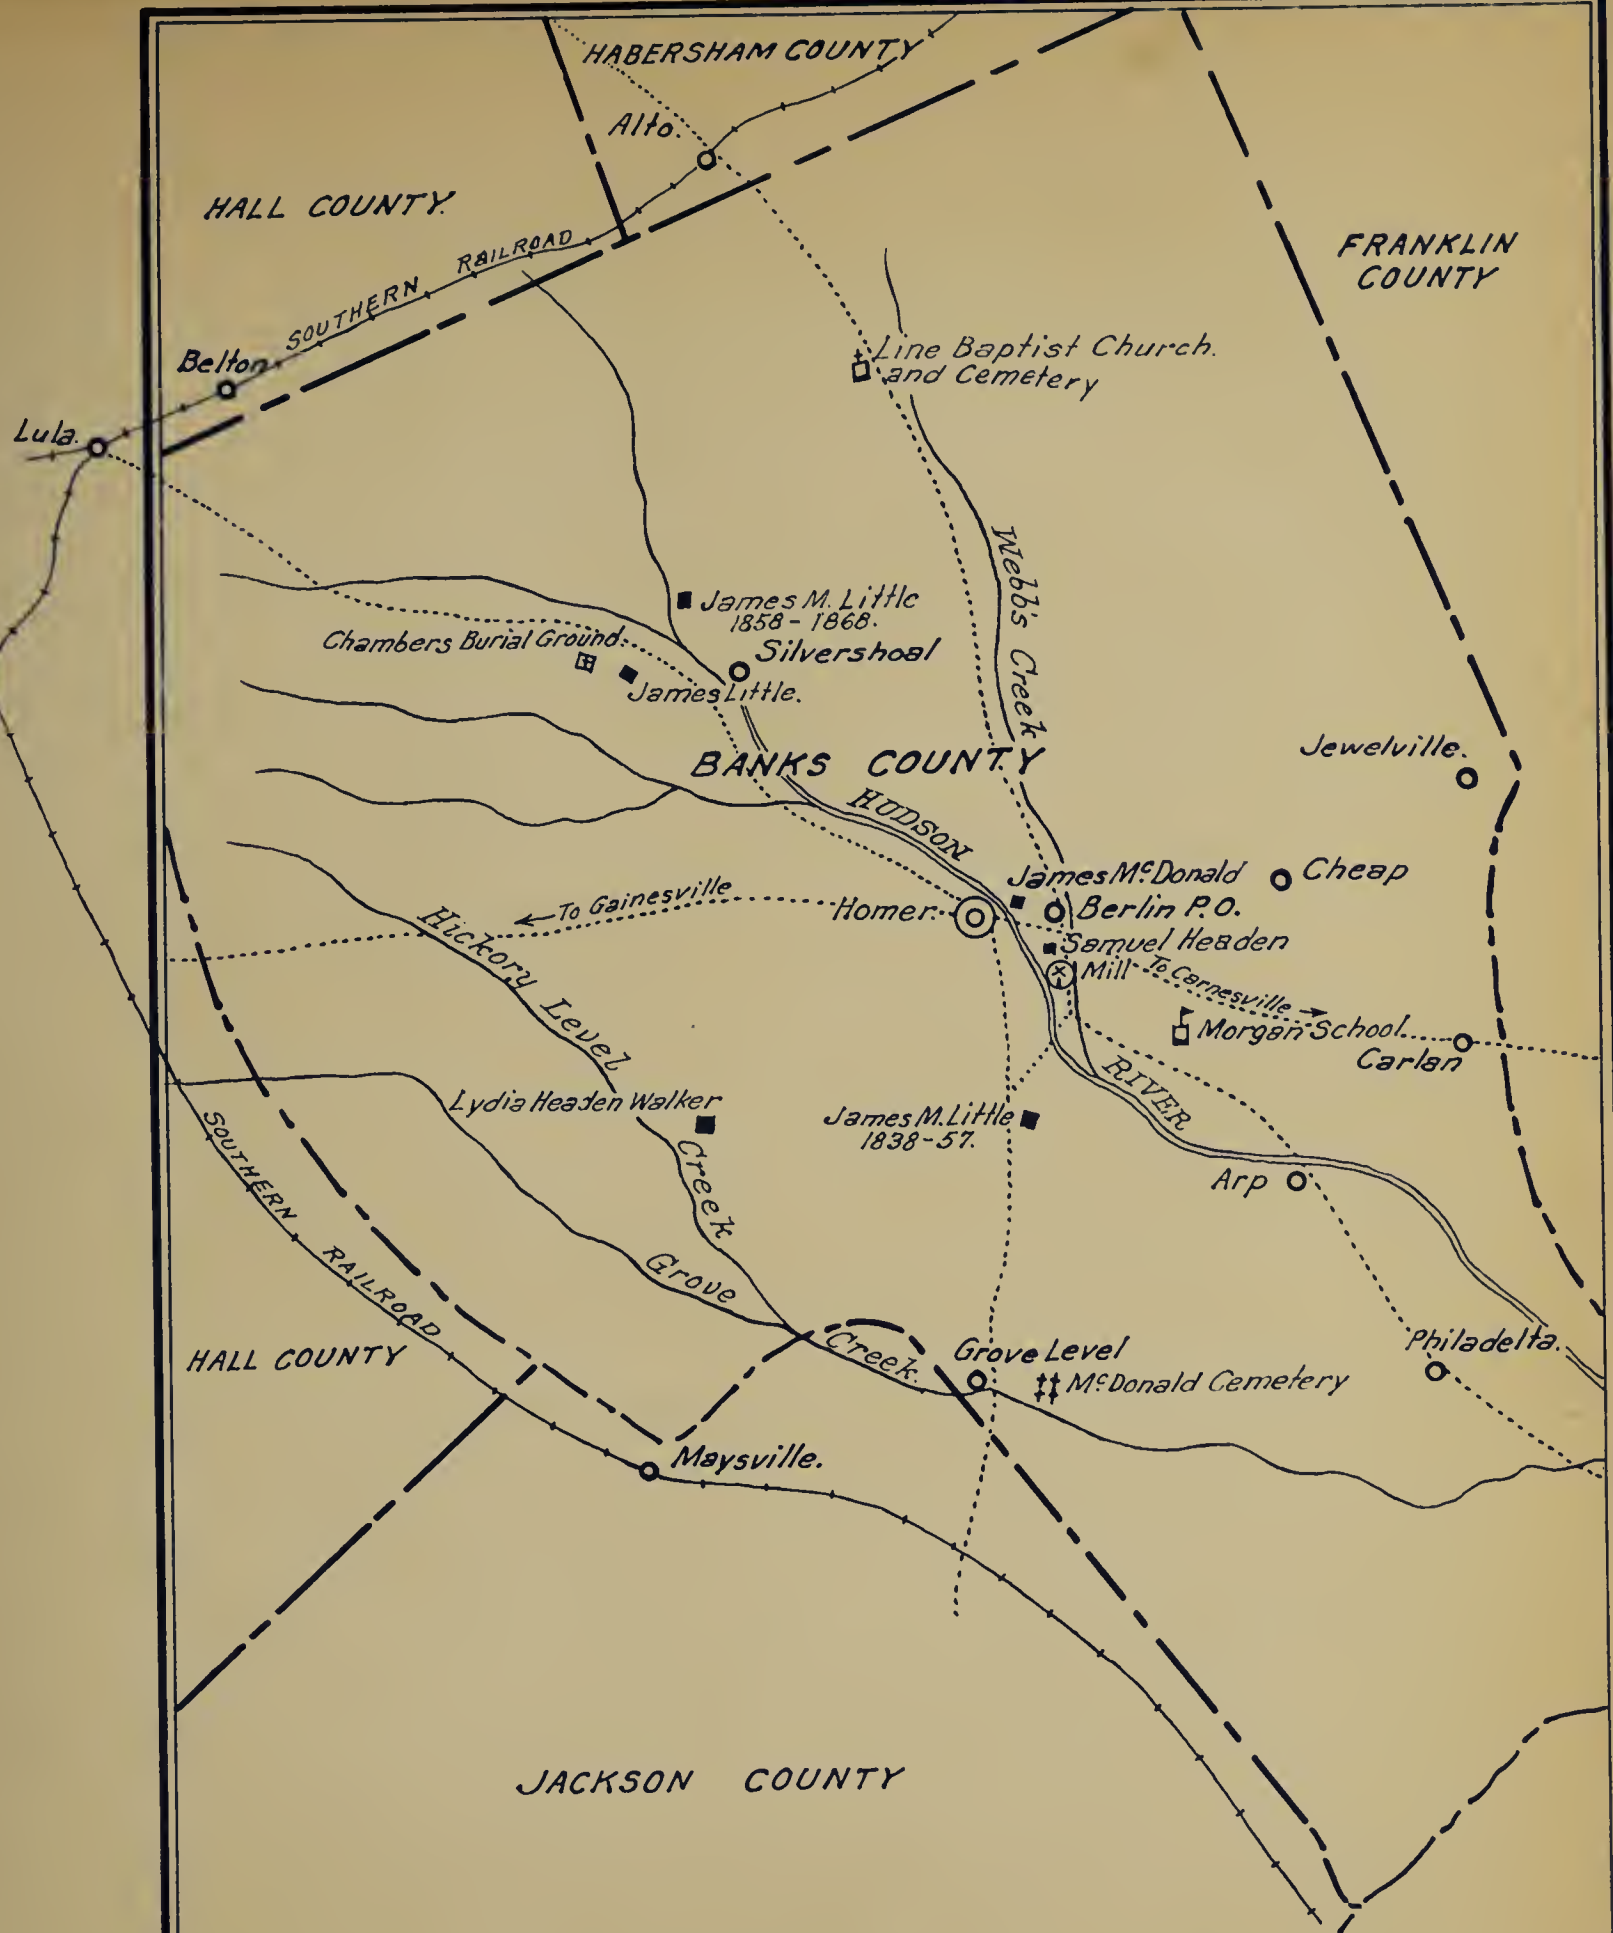 HABERSHAM COUNTY
Alto.
HALL COUNTY.
SOUTHERN RAILROAD
FRANKLIN
COUNTY
Belton
Line Baptist Church.
and Cemetery
Lula.
Webb's Creek
James M. Little
1858-1868.
Chambers Burial Ground.
Silvershoal
James Little.
BANKS COUNTY
Jewelville.
HUDSON RIVER
James McDonald
Cheap
To Gainesville
Homer.
Berlin P.O.
Hickory Level Creek
Samuel Headen
Mill
To Carnesville
Morgan School
Carlan
Lydia Headen Walker
James M. Little
1838-57.
Arp
SOUTHERN RAILROAD
Grove Creek.
HALL COUNTY
Grove Level
Philadelta.
McDonald Cemetery
Maysville.
JACKSON COUNTY